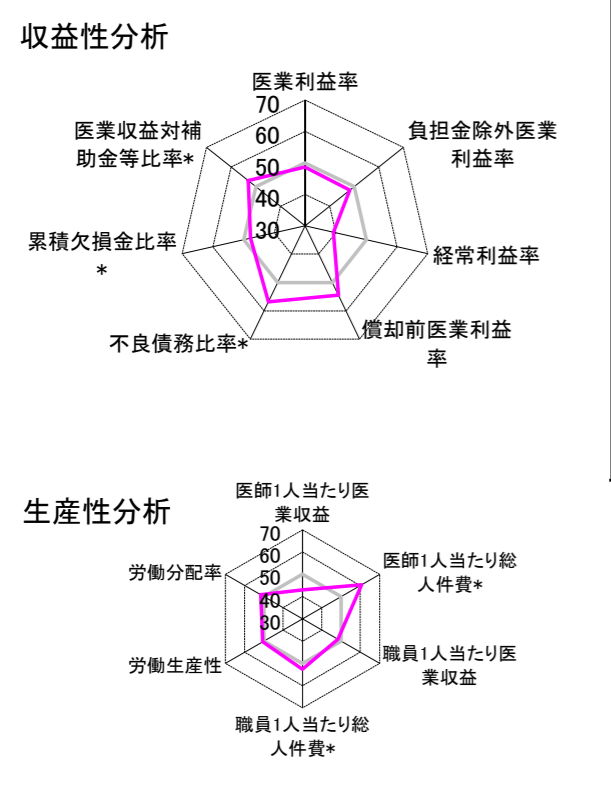 収益性分析
医業利益率
70
60
50
40
30
負担金除外医業
利益率
経常利益率
償却前医業利益
率
不良債務比率*
累積欠損金比率
*
医業収益対補
助金等比率*
生産性分析
医師1人当たり医
業収益
70
60
50
40
30
医師1人当たり総
人件費*
職員1人当たり医
業収益
職員1人当たり総
人件費*
労働生産性
労働分配率